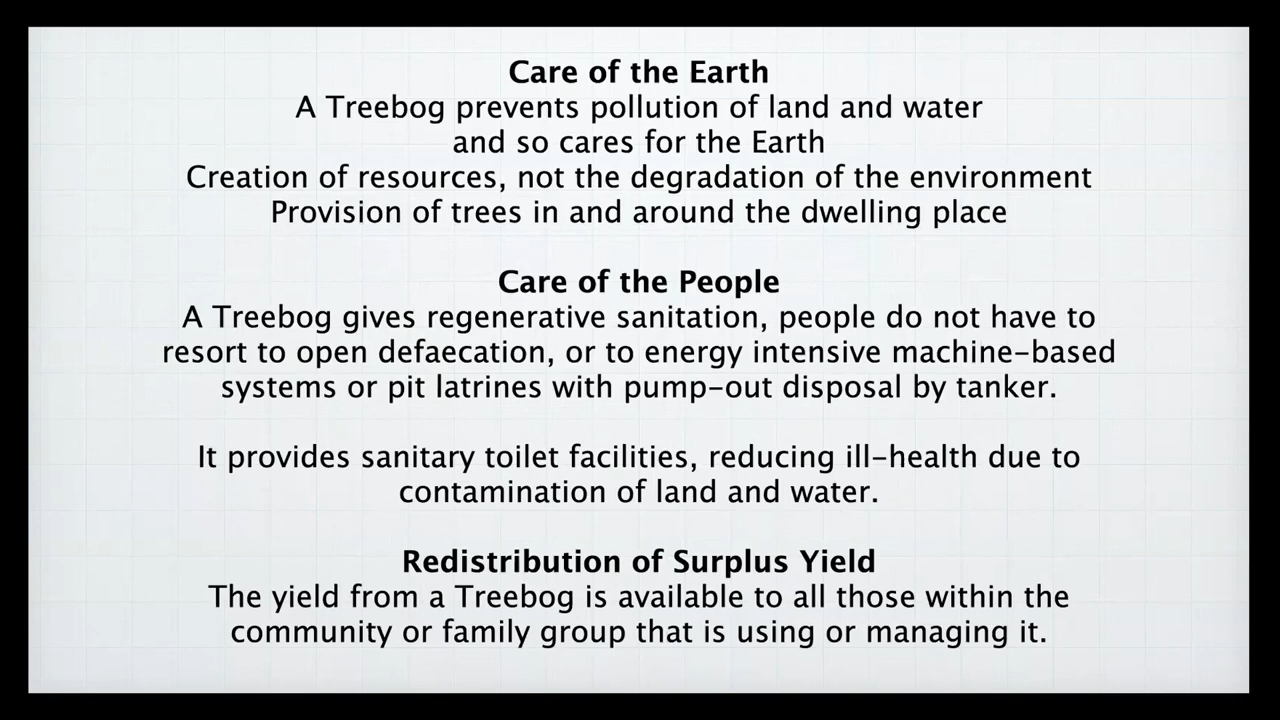 Care of the Earth
A Treebog prevents pollution of land and water
and so cares for the Earth
Creation of resources, not the degradation of the environment
Provision of trees in and around the dwelling place
Care of the People
A Treebog gives regenerative sanitation, people do not have to
resort to open defaecation, or to energy intensive machine-based
systems or pit latrines with pump-out disposal by tanker.
It provides sanitary toilet facilities, reducing ill-health due to
contamination of land and water.
Redistribution of Surplus Yield
The yield from a Treebog is available to all those within the
community or family group that is using or managing it.